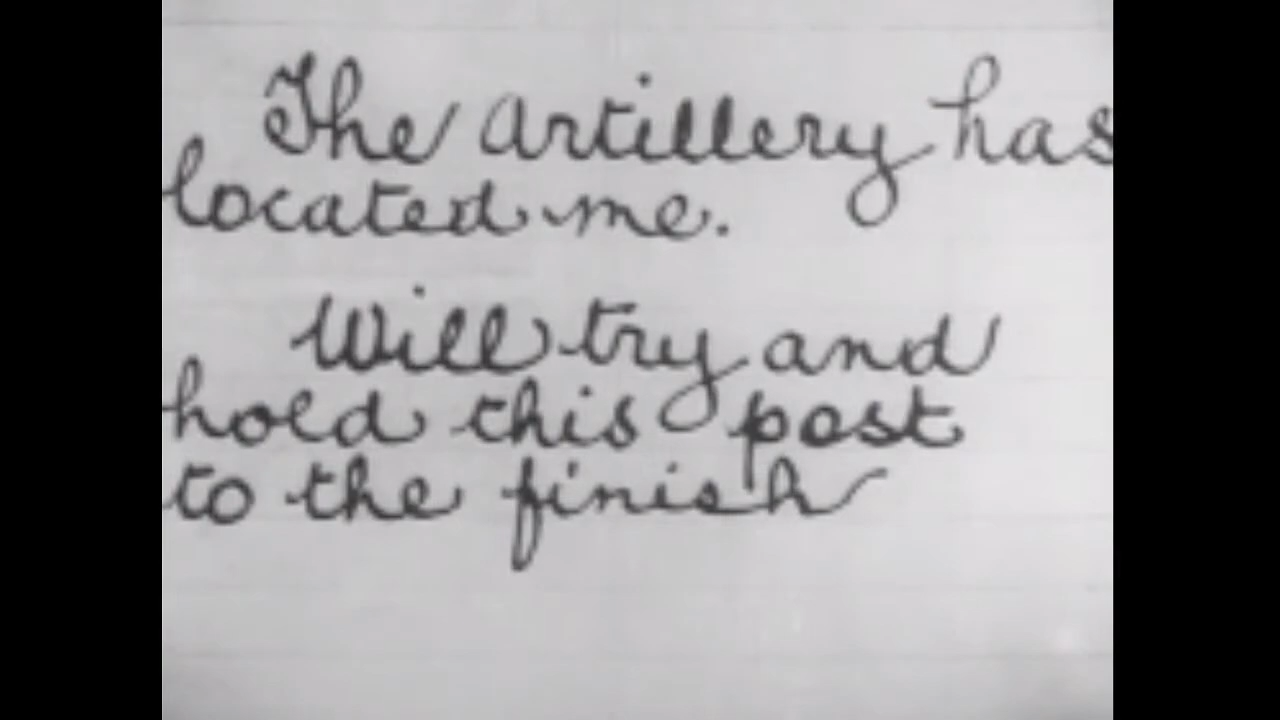 The Artillery has
located me.
Will try and
hold this post
to the finish